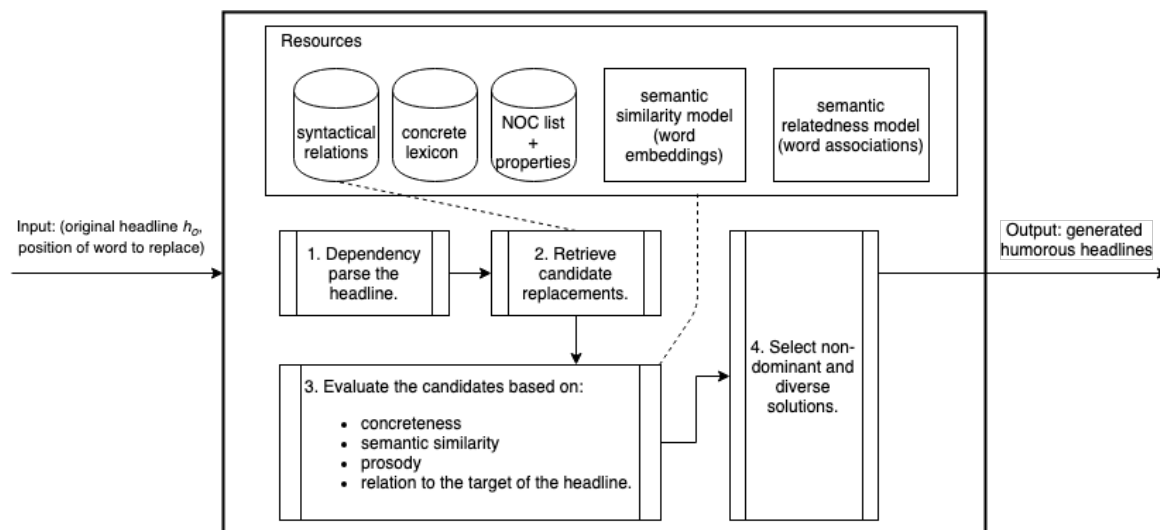 Resources
syntactical
relations
concrete
lexicon
NOC list
+
properties
semantic
similarity model
(word
embeddings)
semantic
relatedness model
(word associations)
Input: (original headline hₒ,
position of word to replace)
1. Dependency
parse the
headline.
2. Retrieve
candidate
replacements.
3. Evaluate the candidates based on:
• concreteness
• semantic similarity
• prosody
• relation to the target of the headline.
4. Select non-
dominant and
diverse
solutions.
Output: generated
humorous headlines